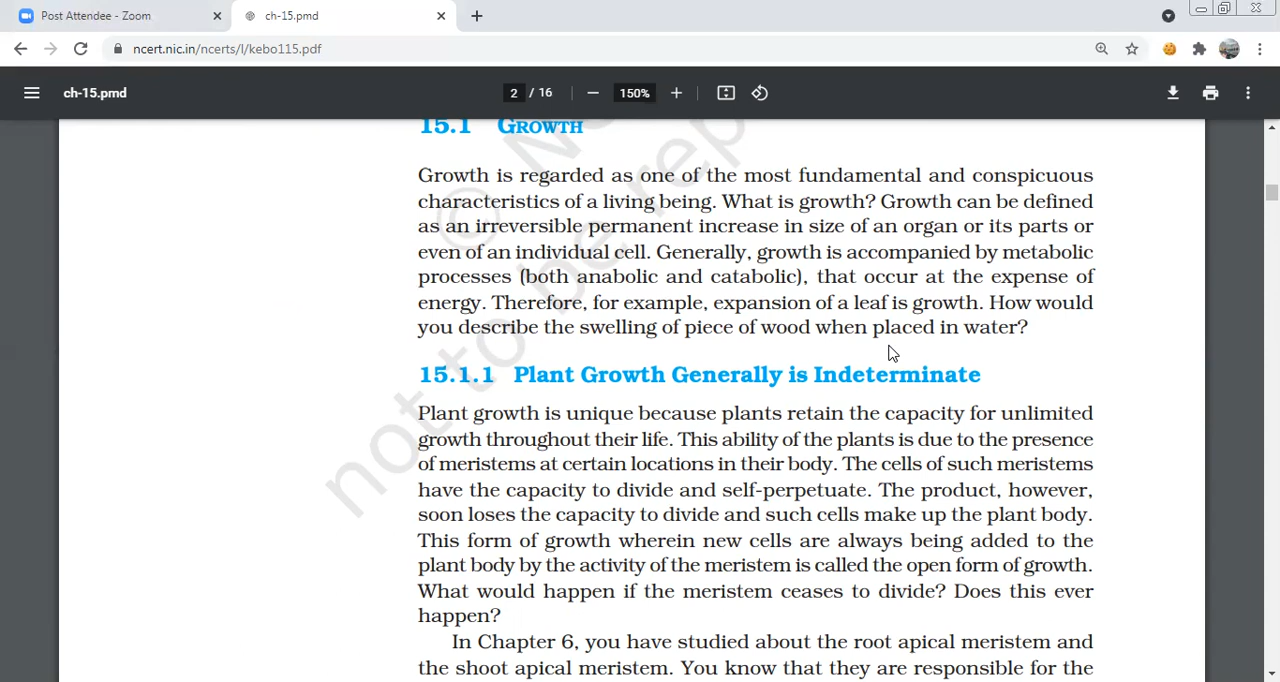 Post Attendee - Zoom
ch-15.pmd
ncert.nic.in/ncerts/l/kebo115.pdf
ch-15.pmd
2 / 16
150%
15.1 GROWTH
Growth is regarded as one of the most fundamental and conspicuous
characteristics of a living being. What is growth? Growth can be defined
as an irreversible permanent increase in size of an organ or its parts or
even of an individual cell. Generally, growth is accompanied by metabolic
processes (both anabolic and catabolic), that occur at the expense of
energy. Therefore, for example, expansion of a leaf is growth. How would
you describe the swelling of piece of wood when placed in water?
15.1.1 Plant Growth Generally is Indeterminate
Plant growth is unique because plants retain the capacity for unlimited
growth throughout their life. This ability of the plants is due to the presence
of meristems at certain locations in their body. The cells of such meristems
have the capacity to divide and self-perpetuate. The product, however,
soon loses the capacity to divide and such cells make up the plant body.
This form of growth wherein new cells are always being added to the
plant body by the activity of the meristem is called the open form of growth.
What would happen if the meristem ceases to divide? Does this ever
happen?
In Chapter 6, you have studied about the root apical meristem and
the shoot apical meristem. You know that they are responsible for the
©
not to be rep